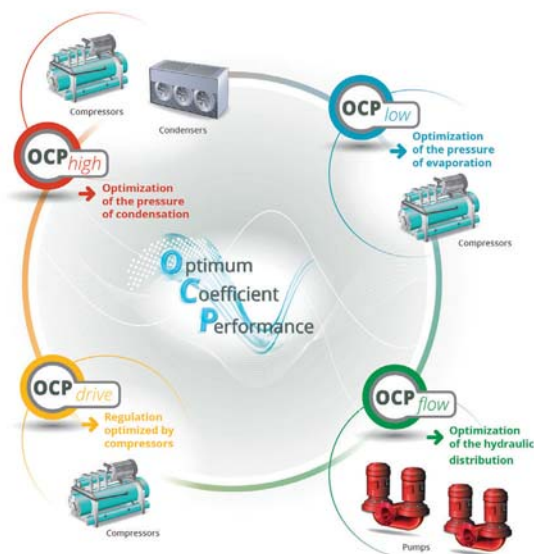 Compressors
Condensers
OCP high
Optimization
of the pressure
of condensation
OCP low
Optimization
of the pressure
of evaporation
Compressors
Optimum
Coefficient
Performance
OCP drive
Regulation
optimized by
compressors
Compressors
OCP flow
Optimization
of the hydraulic
distribution
Pumps